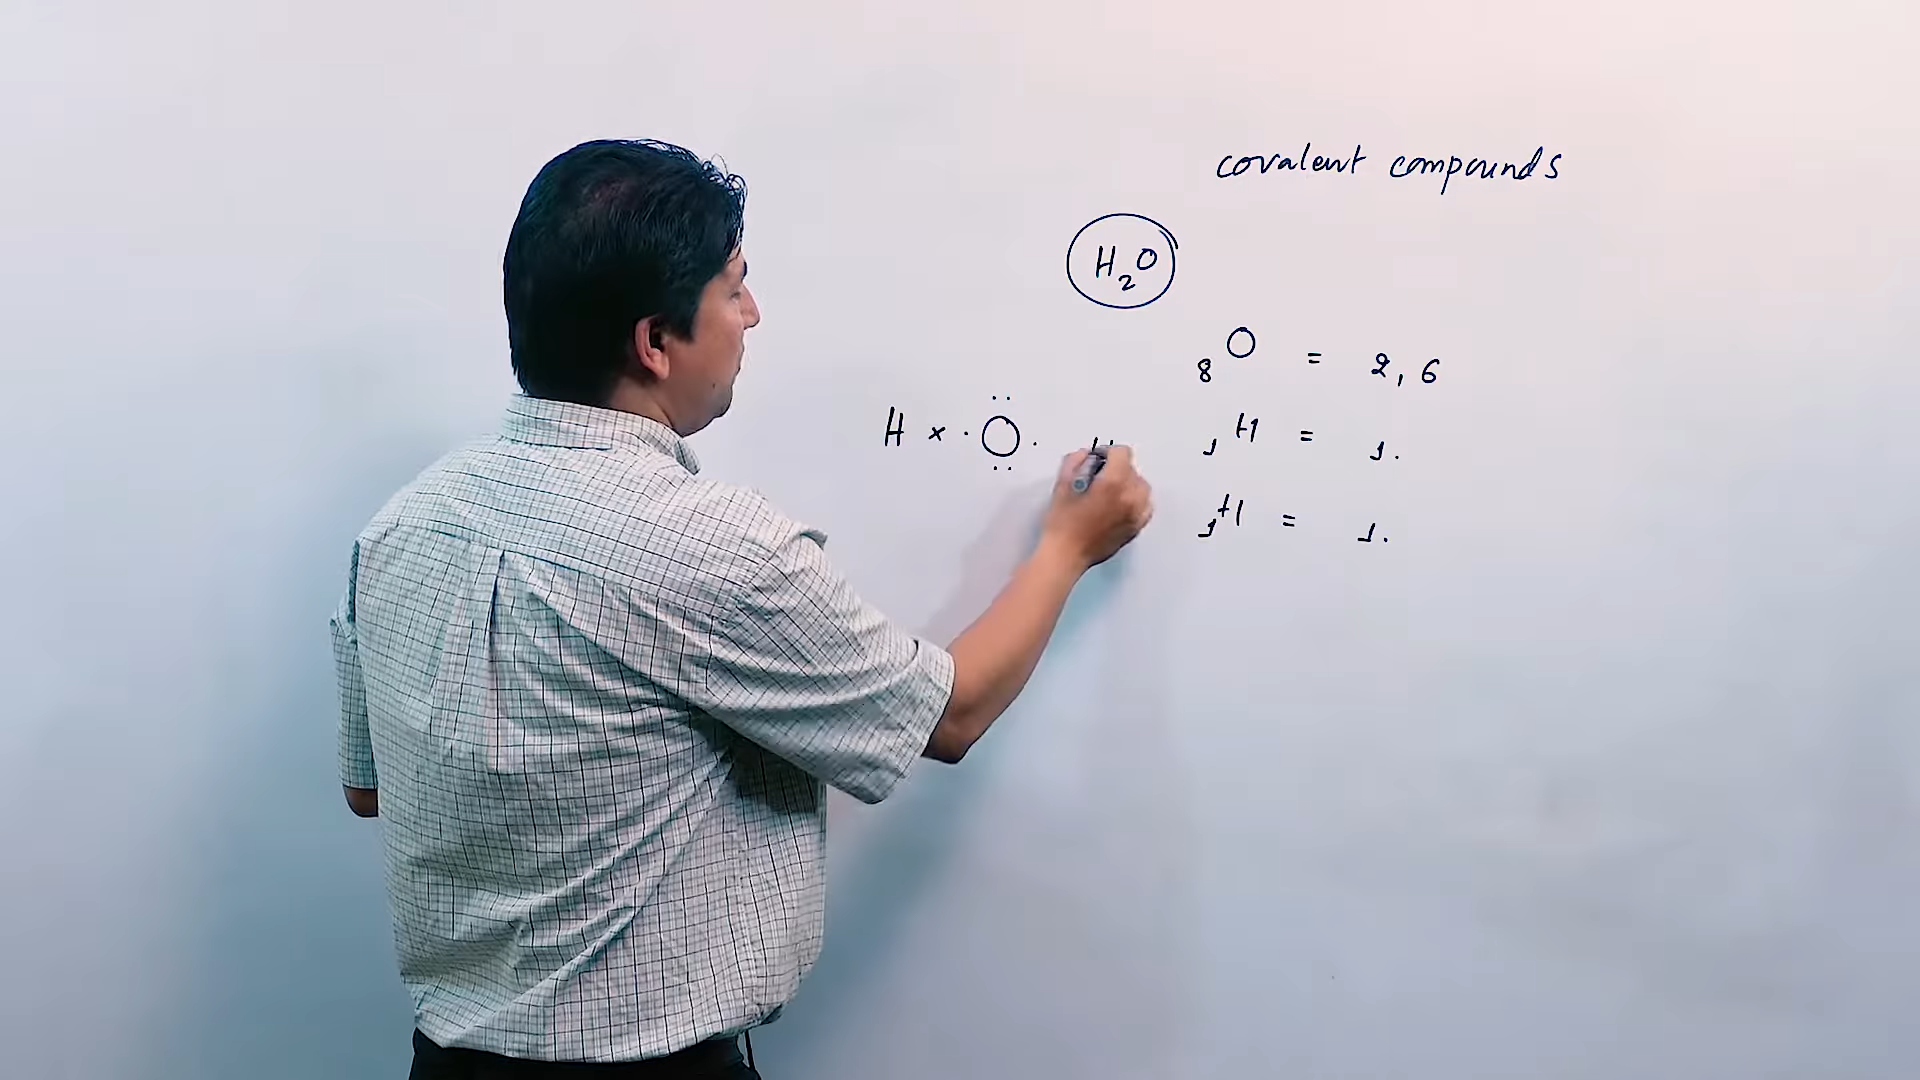 covalent compounds
H₂O
₈O = 2, 6
H × · O ·
₁H = 1.
₁H = 1.